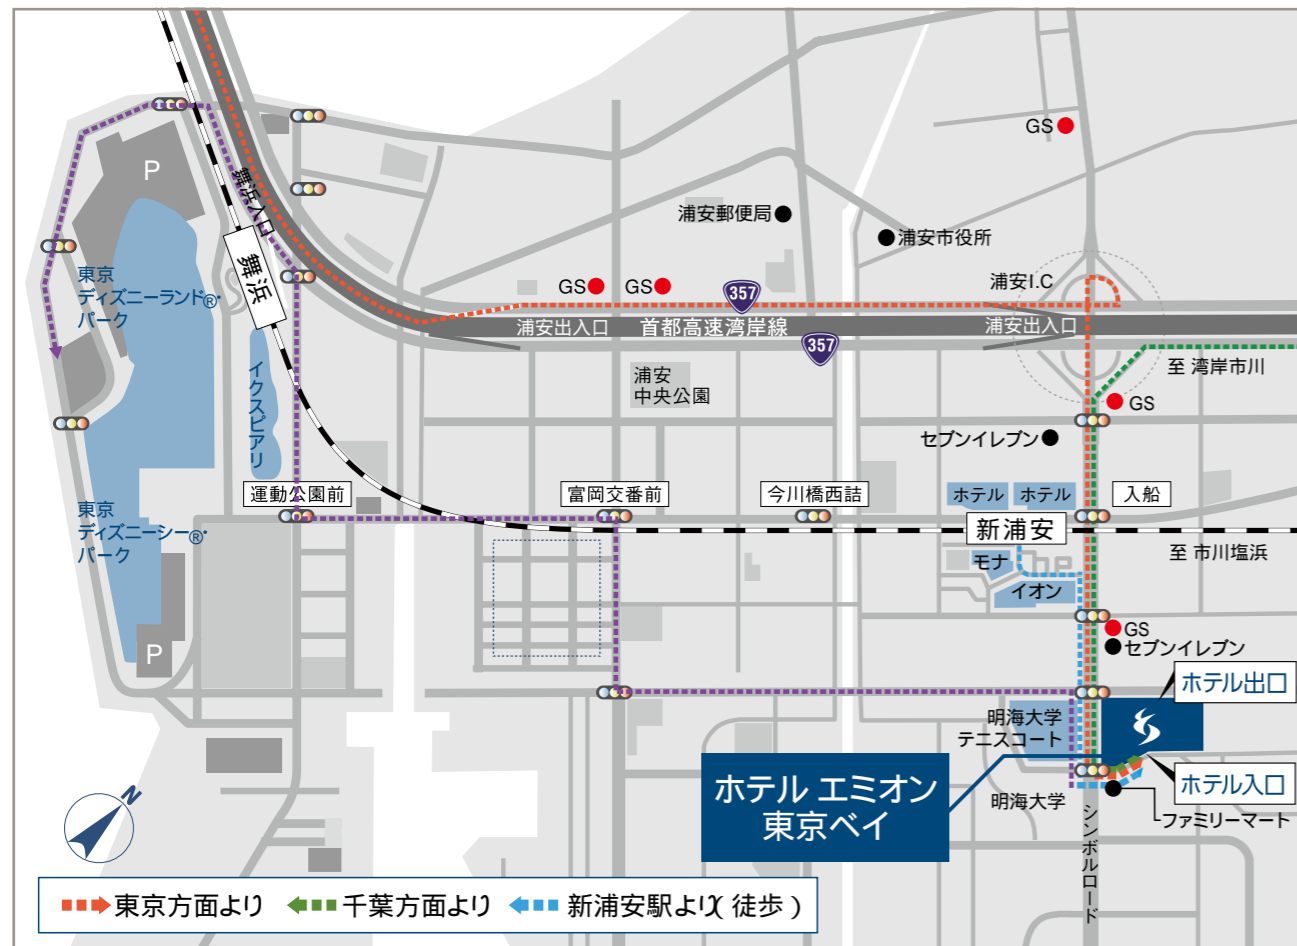 GS
P
舞浜入口
浦安郵便局
浦安市役所
舞浜
東京
ディズニーランド®・
パーク
GS
GS
357
浦安I.C
浦安出入口
首都高速湾岸線
浦安出入口
357
至 湾岸市川
イクスピアリ
浦安
中央公園
GS
セブンイレブン
運動公園前
富岡交番前
今川橋西詰
ホテル
ホテル
入船
東京
ディズニーシー®・
パーク
新浦安
至 市川塩浜
モナ
イオン
GS
セブンイレブン
P
ホテル出口
明海大学
テニスコート
ホテル エミオン
東京ベイ
ホテル入口
明海大学
ファミリーマート
シンボルロード
N
東京方面より
千葉方面より
新浦安駅より( 徒歩 )